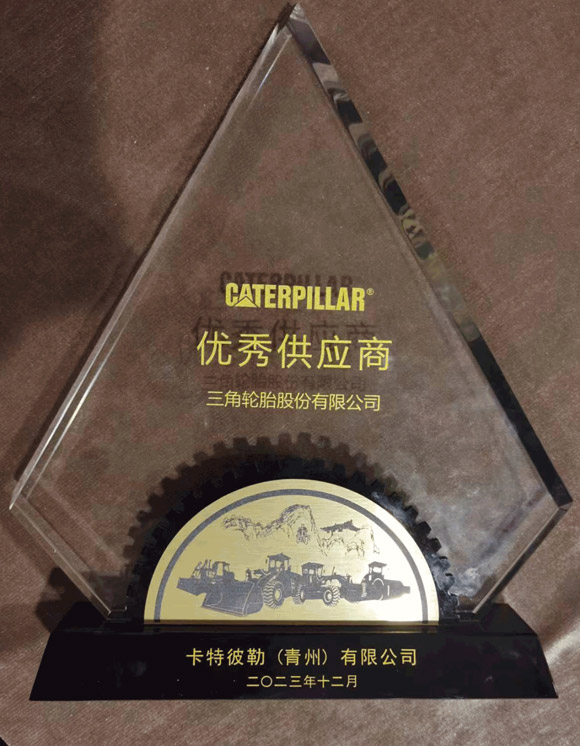 CATERPILLAR®
优秀供应商
三角轮胎股份有限公司
卡特彼勒（青州）有限公司
二〇二三年十二月